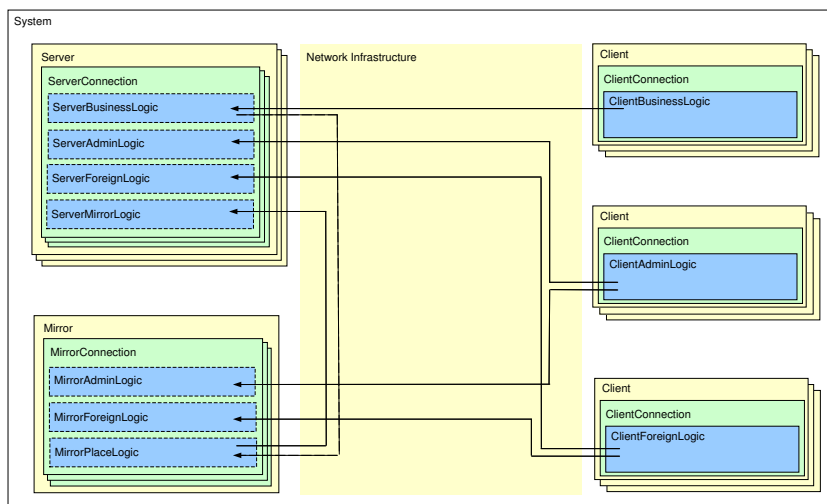 System
Server
ServerConnection
ServerBusinessLogic
ServerAdminLogic
ServerForeignLogic
ServerMirrorLogic
Mirror
MirrorConnection
MirrorAdminLogic
MirrorForeignLogic
MirrorPlaceLogic
Network Infrastructure
Client
ClientConnection
ClientBusinessLogic
Client
ClientConnection
ClientAdminLogic
Client
ClientConnection
ClientForeignLogic